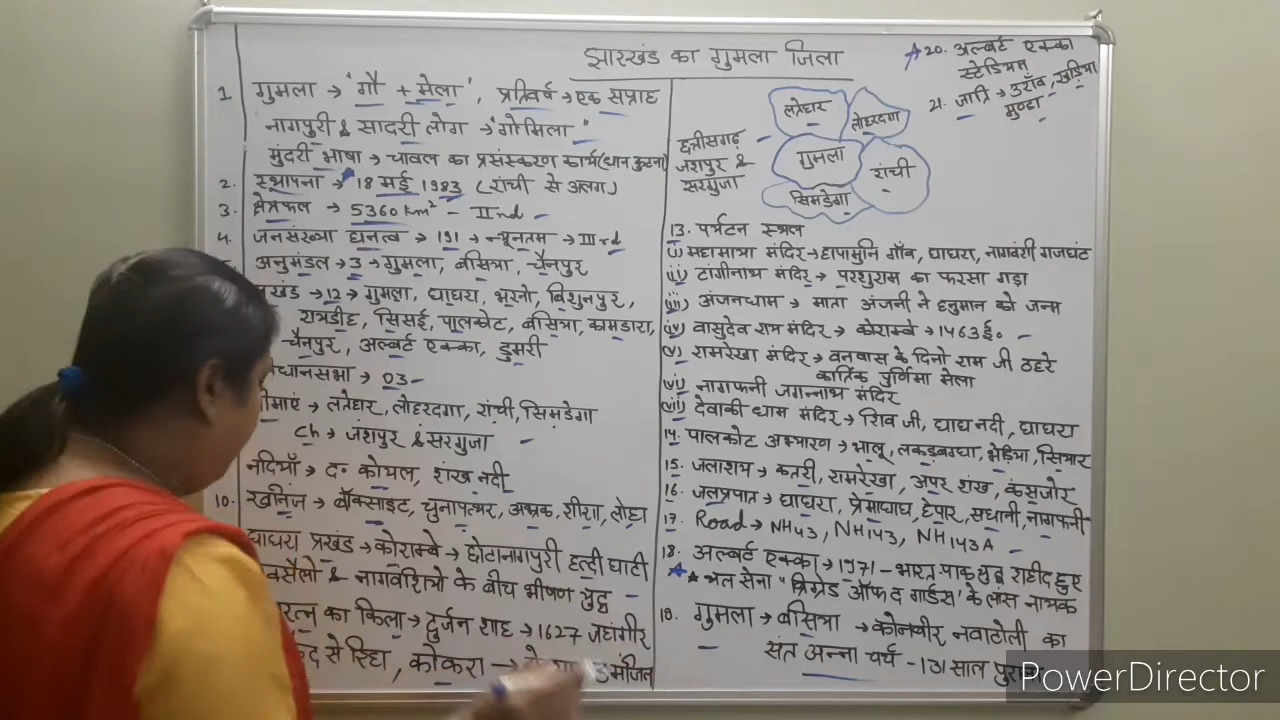 झारखंड का गुमला जिला
1 गुमला → 'गौ + मेला', प्रतिवर्ष → एक सप्ताह
नागपुरी & सादरी लोग → "गोमिला"
मुंदरी भाषा → चावल का प्रसंस्करण कार्य (धान कुटना)
2. स्थापना → 18 मई 1983 (रांची से अलग)
3. क्षेत्रफल → 5360 km² - IInd
4. जनसंख्या घनत्व → 191 → न्यूनतम → IIIrd
अनुमंडल → 3 → गुमला, बसिया, चैनपुर
12 → गुमला, घाघरा, भरनो, बिशुनपुर,
रायडीह, सिसई, पालकोट, बसिया, कामडारा,
चैनपुर, अल्बर्ट एक्का, डुमरी
→ 03
→ लातेहार, लोहरदगा, रांची, सिमडेगा
Ch → जशपुर & सरगुजा
नदियाँ → द० कोयल, शंख नदी
10. खनिज → बॉक्साइट, चुनापत्थर, अभ्रक, शीशा, लोहा
घाघरा प्रखंड → कोराम्बे → छोटानागपुरी हल्दी घाटी
& नागवंशियो के बीच भीषण युद्ध
का किला → दुर्जन शाह → 1627 जहांगीर
से रिहा, कोकरा →
लातेहार
लोहरदगा
छत्तीसगढ़
जशपुर &
सरगुजा
गुमला
रांची
सिमडेगा
★20. अल्बर्ट एक्का
स्टेडियम
21. जाति → उराँव, खड़िया
मुण्डा
13. पर्यटन स्थल
(i) महामाया मंदिर → हापामुनि गाँव, घाघरा, नागवंशी गजघंट
(ii) टांगीनाथ मंदिर → परशुराम का फरसा गड़ा
(iii) अंजनधाम → माता अंजनी ने हनुमान को जन्म
(iv) वासुदेव राय मंदिर → कोराम्बे → 1463 ई०
(v) रामरेखा मंदिर → वनवास के दिनो राम जी ठहरे
कार्तिक पुर्णिमा मेला
(vi) नागफनी जगन्नाथ मंदिर
(vii) देवाकी धाम मंदिर → शिव जी, घाघ नदी, घाघरा
14. पालकोट अभ्यारण → भालू, लकड़बग्घा, भेड़िया, सियार
15. जलाशय → कतरी, रामरेखा, अपर शंख, कंसजोर
16. जलप्रपात → घाघरा, प्रेमाघाघ, हेपार, सधानी, नागफनी
17. Road → NH43, NH143, NH143A
18. अल्बर्ट एक्का → 1971 - भारत पाक युद्ध शहीद हुए
★★ थल सेना "ब्रिग्रेड ऑफ द गार्डस' के लांस नायक
गुमला → बसिया → कोनबीर नवाटोली का
संत अन्ना चर्च - 131 साल
PowerDirector